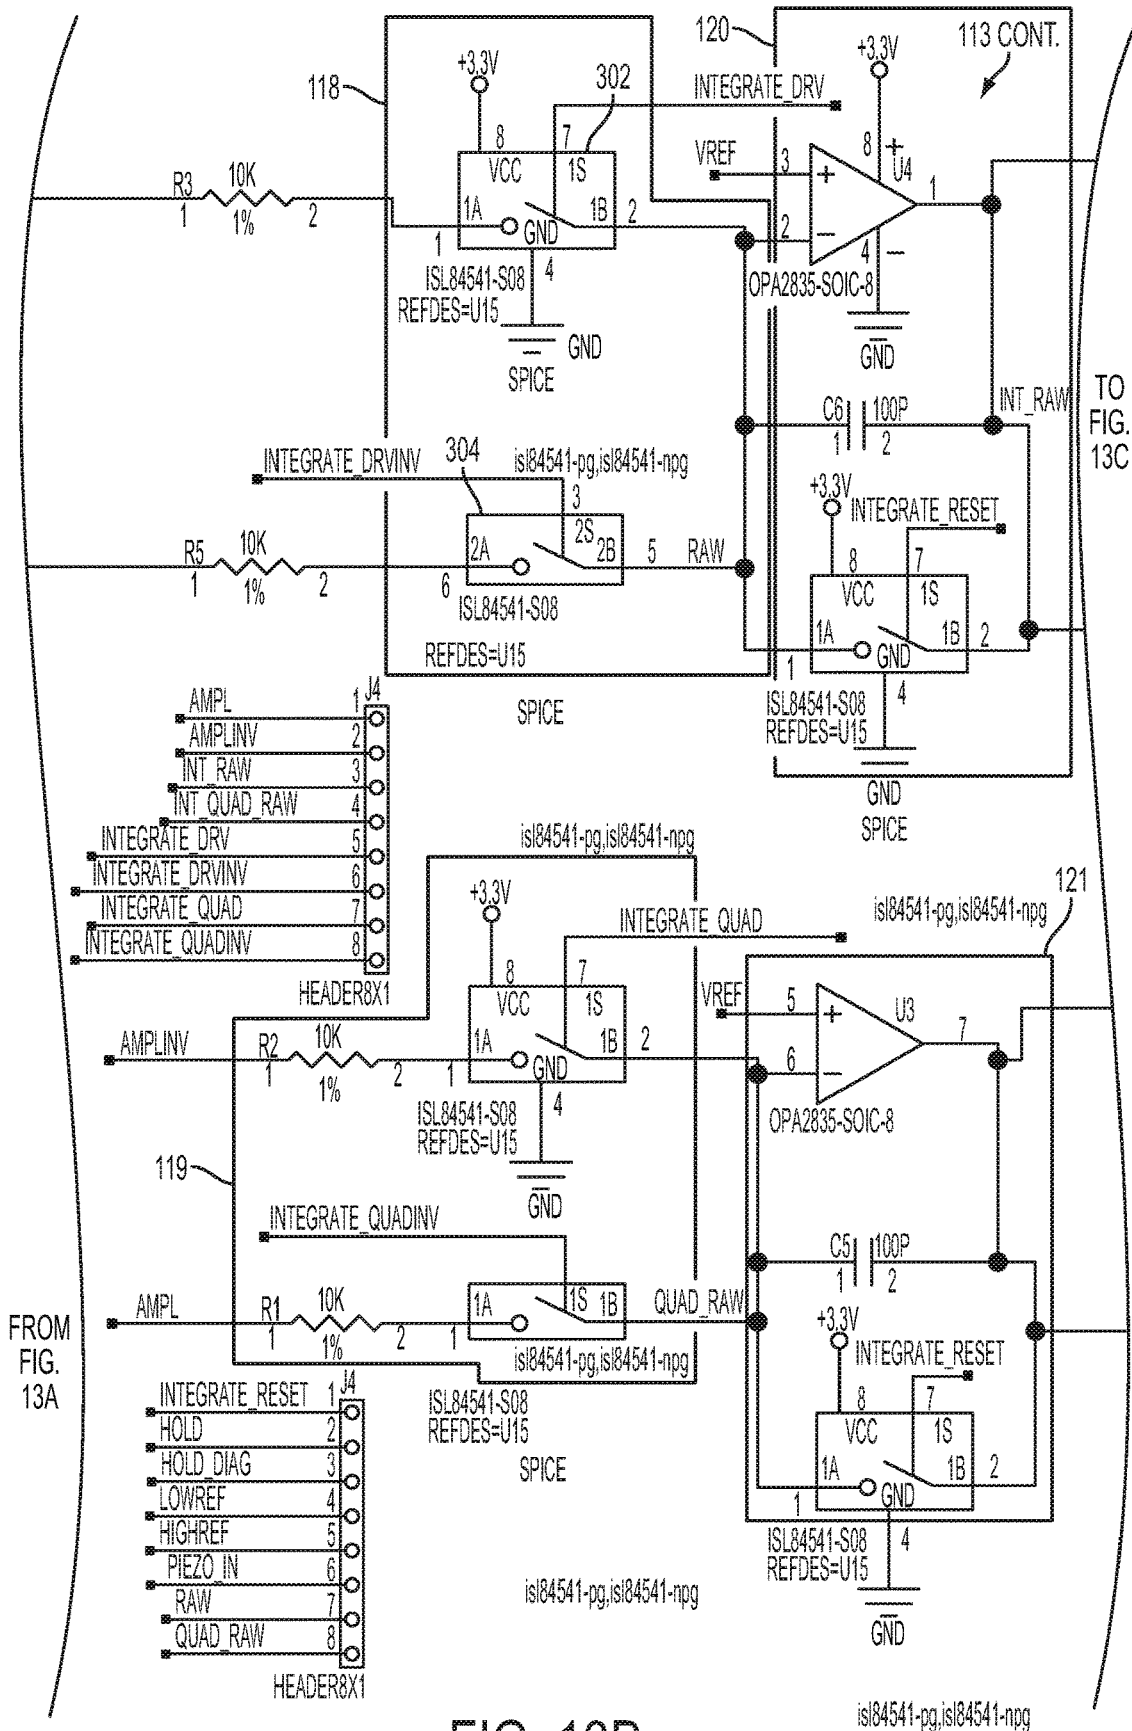 120
113 CONT.
+3.3V
118
+3.3V
302
INTEGRATE_DRV
8 7
VCC 1S
VREF 3
8 +
U4
+
1
R3 10K
1 1% 2
1A
1
GND
1B 2
2
−
4 −
ISL84541-S08
REFDES=U15
4
OPA2835-SOIC-8
GND
GND
SPICE
C6 100P
1 2
INT_RAW
TO
FIG.
13C
INTEGRATE_DRVINV
304
isl84541-pg,isl84541-npg
3
2S
2A 2B
6
5 RAW
ISL84541-S08
REFDES=U15
R5 10K
1 1% 2
+3.3V
INTEGRATE_RESET
8 7
VCC 1S
1A 1B 2
1 GND
4
ISL84541-S08
REFDES=U15
SPICE
GND
SPICE
J4
AMPL 1
AMPLINV 2
INT_RAW 3
INT_QUAD_RAW 4
INTEGRATE_DRV 5
INTEGRATE_DRVINV 6
INTEGRATE_QUAD 7
INTEGRATE_QUADINV 8
HEADER8X1
isl84541-pg,isl84541-npg
+3.3V
INTEGRATE_QUAD
isl84541-pg,isl84541-npg
121
8 7
VCC 1S
VREF 5
U3
+
7
AMPLINV
R2 10K
1 1% 2
1A
1
GND
1B 2
6
−
4
ISL84541-S08
REFDES=U15
OPA2835-SOIC-8
119
GND
INTEGRATE_QUADINV
C5 100P
1 2
FROM
FIG.
13A
AMPL
R1 10K
1 1% 2
1A 1S 1B
1
QUAD_RAW
isl84541-pg,isl84541-npg
ISL84541-S08
REFDES=U15
SPICE
+3.3V
INTEGRATE_RESET
8 7
VCC 1S
1A 1B 2
1 GND
4
ISL84541-S08
REFDES=U15
GND
J4
INTEGRATE_RESET 1
HOLD 2
HOLD_DIAG 3
LOWREF 4
HIGHREF 5
PIEZO_IN 6
RAW 7
QUAD_RAW 8
HEADER8X1
isl84541-pg,isl84541-npg
isl84541-pg,isl84541-npg